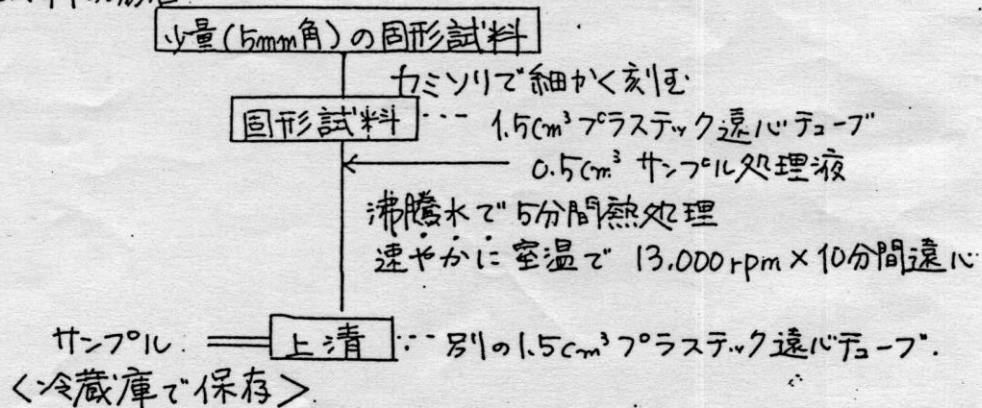 少量(5mm角)の固形試料
カミソリで細かく刻む
固形試料 … 1.5cm³プラスチック遠心チューブ
0.5cm³ サンプル処理液
沸騰水で5分間熱処理
速やかに室温で 13.000rpm×10分間遠心
サンプル 上清 … 別の1.5cm³プラスチック遠心チューブ.
<冷蔵庫で保存>